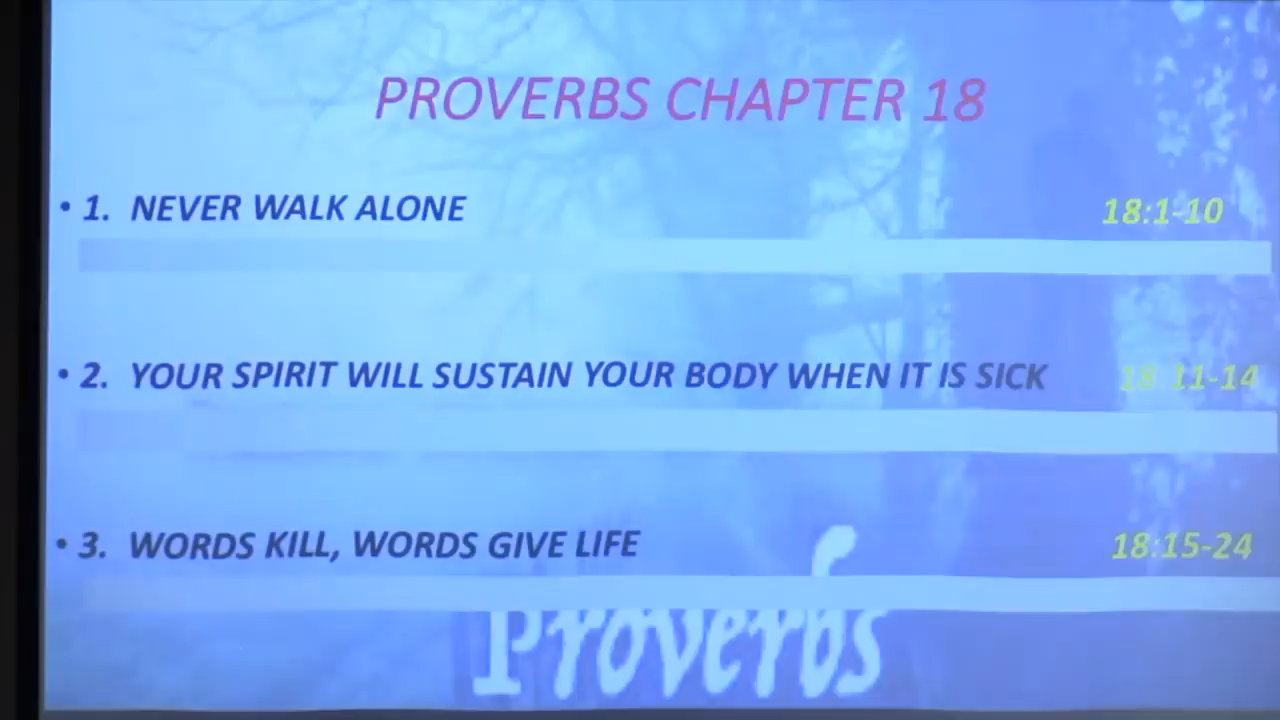 PROVERBS CHAPTER 18
• 1. NEVER WALK ALONE 18:1-10
• 2. YOUR SPIRIT WILL SUSTAIN YOUR BODY WHEN IT IS SICK 18:11-14
• 3. WORDS KILL, WORDS GIVE LIFE 18:15-24
Proverbs